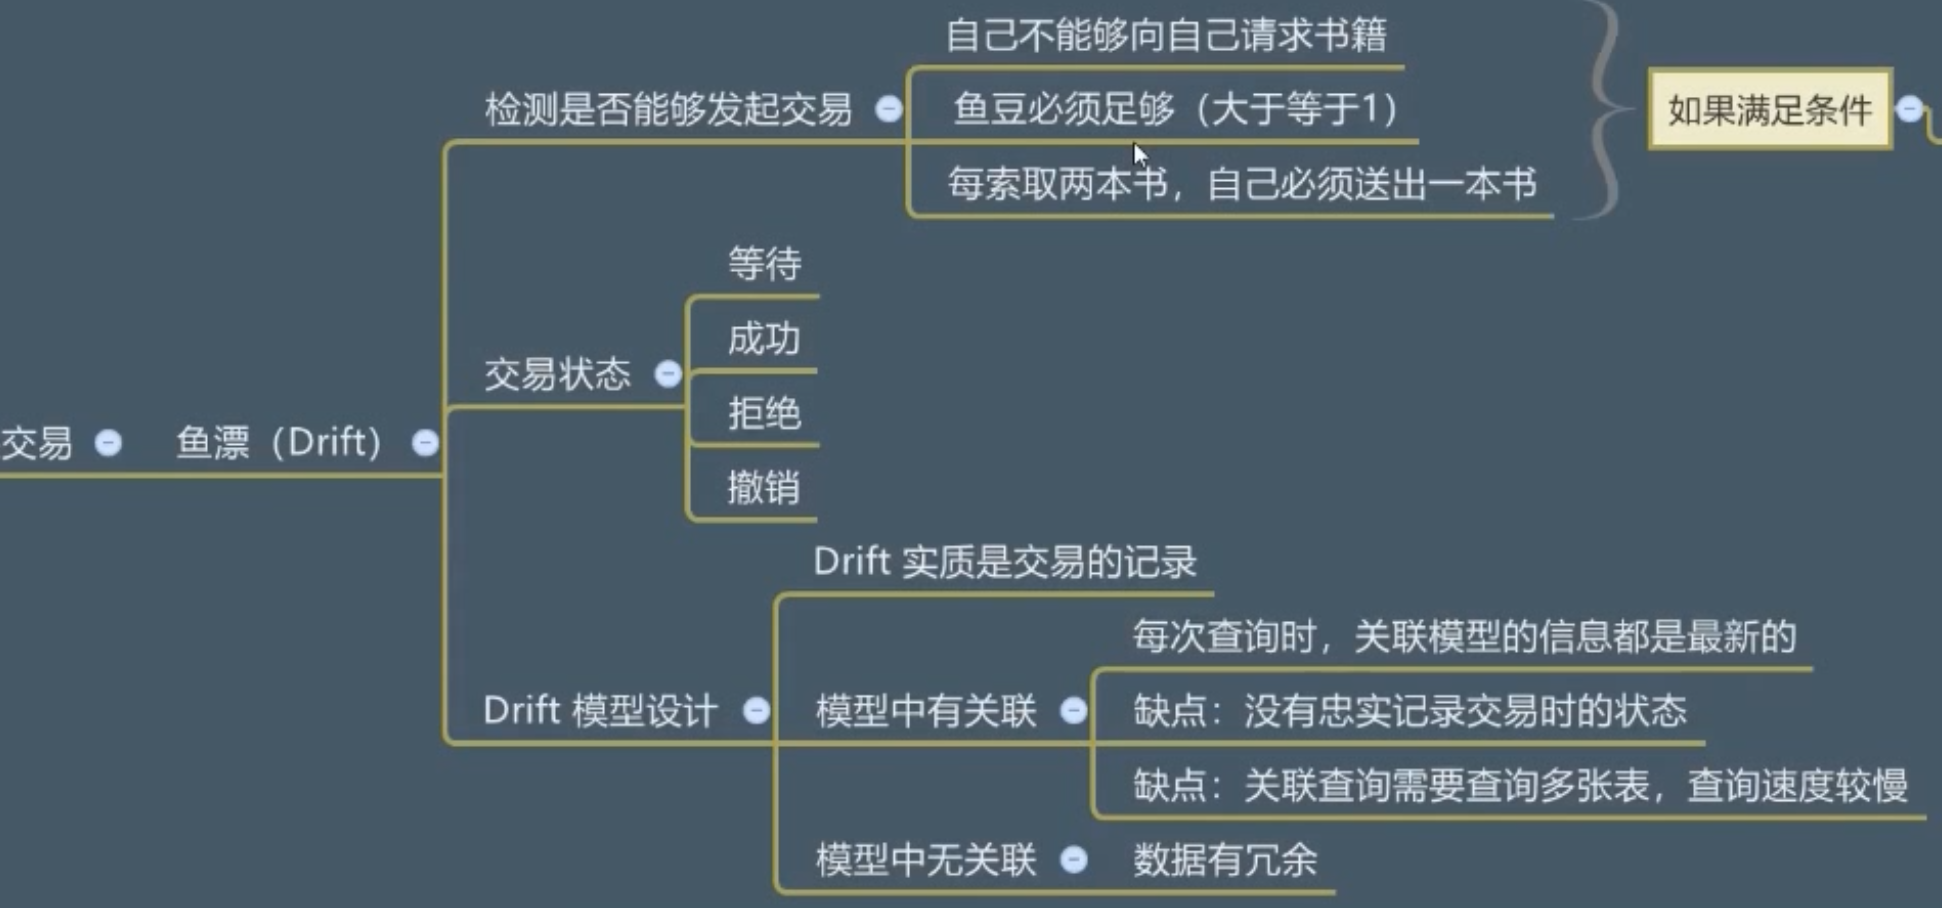 自己不能够向自己请求书籍
检测是否能够发起交易
鱼豆必须足够（大于等于1）
如果满足条件
每索取两本书，自己必须送出一本书
等待
成功
交易状态
拒绝
交易
鱼漂（Drift）
撤销
Drift 实质是交易的记录
每次查询时，关联模型的信息都是最新的
Drift 模型设计
模型中有关联
缺点：没有忠实记录交易时的状态
缺点：关联查询需要查询多张表，查询速度较慢
模型中无关联
数据有冗余